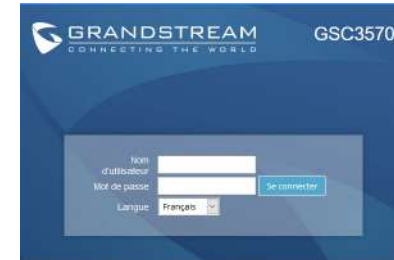 GRANDSTREAM
CONNECTING THE WORLD
GSC3570
Nom
d'utilisateur
Mot de passe
Se connecter
Langue
Français